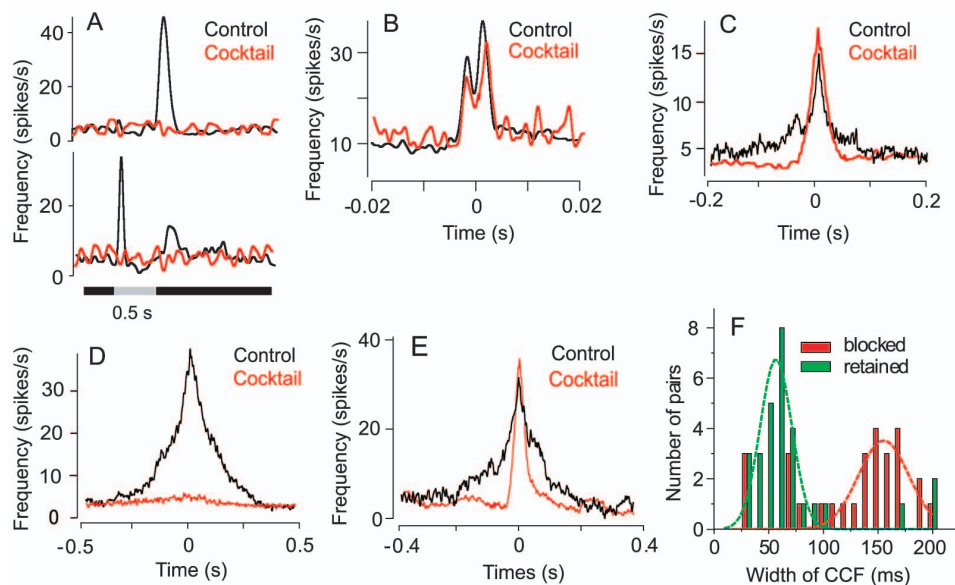 A
Control
Cocktail
Frequency (spikes/s)
40
20
0
20
0
0.5 s
B
Control
Cocktail
Frequency (spikes/s)
30
10
-0.02
0
0.02
Time (s)
C
Control
Cocktail
Frequency (spikes/s)
15
10
5
-0.2
0
0.2
Time (s)
D
Control
Cocktail
Frequency (spikes/s)
30
20
10
0
-0.5
0
0.5
Time (s)
E
Control
Cocktail
Frequency (spikes/s)
40
20
0
-0.4
0
0.4
Times (s)
F
blocked
retained
Number of pairs
8
6
4
2
0
0
50
100
150
200
Width of CCF (ms)